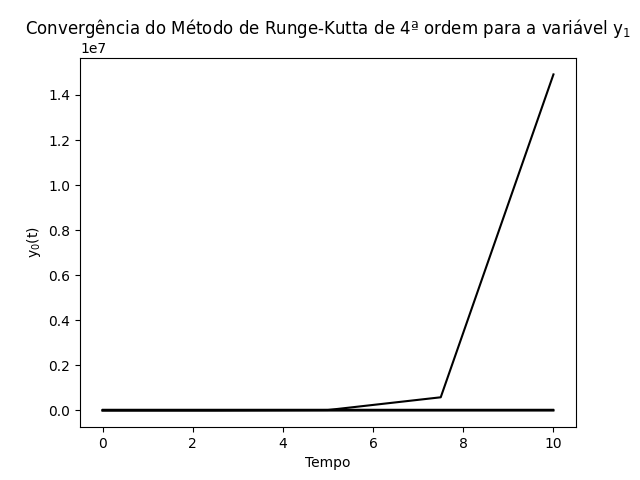 Convergência do Método de Runge-Kutta de 4ª ordem para a variável y₁
1e7
1.4
1.2
1.0
0.8
0.6
0.4
0.2
0.0
y₀(t)
0 2 4 6 8 10
Tempo